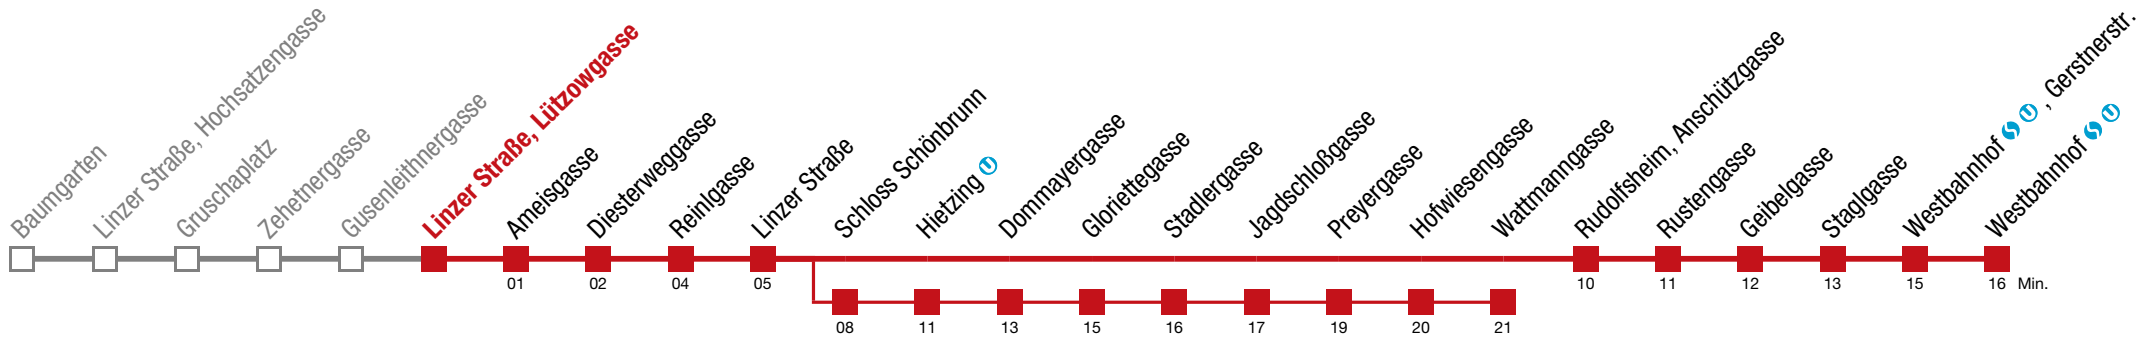 Baumgarten
Linzer Straße, Hochsatzengasse
Gruschaplatz
Zehetnergasse
Gusenleithnergasse
Linzer Straße, Lützowgasse
Ameisgasse
Diesterweggasse
Reinlgasse
Linzer Straße
Schloss Schönbrunn
Hietzing U
Dommayergasse
Gloriettegasse
Stadlergasse
Jagdschloßgasse
Preyergasse
Hofwiesengasse
Wattmanngasse
Rudolfsheim, Anschützgasse
Rustengasse
Geibelgasse
Staglgasse
Westbahnhof S U, Gerstnerstr.
Westbahnhof S U
01 02 04 05 10 11 12 13 15 16 Min.
08 11 13 15 16 17 19 20 21